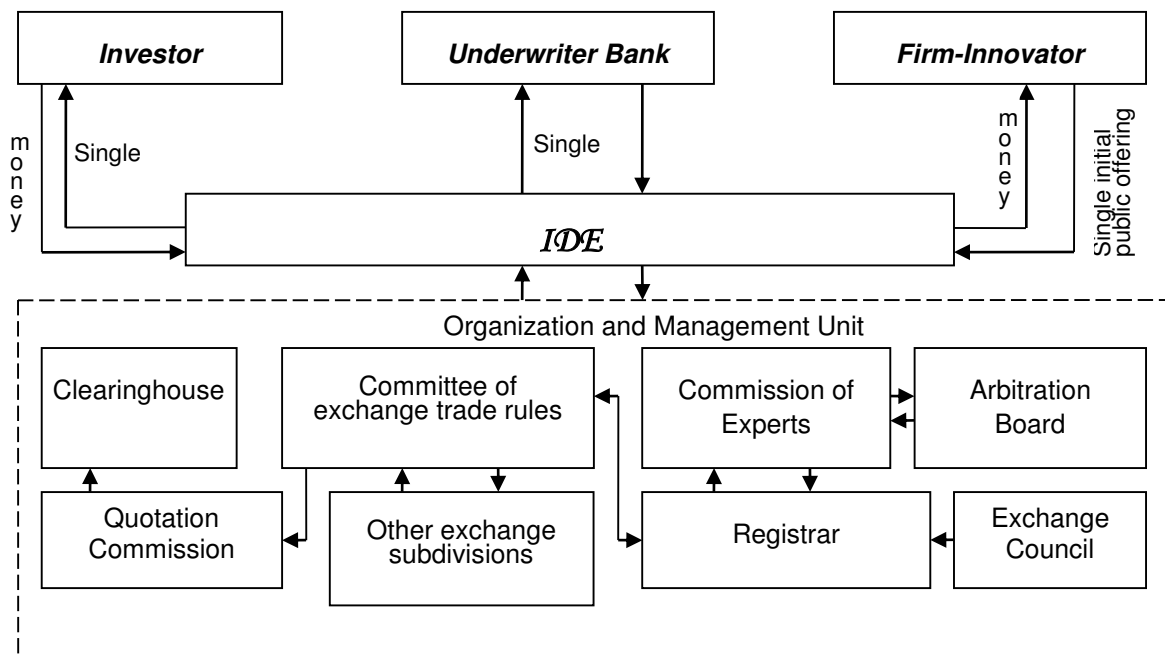 Investor
Underwriter Bank
Firm-Innovator
money
Single
Single
money
Single initial
public offering
IDE
Organization and Management Unit
Clearinghouse
Committee of
exchange trade rules
Commission of
Experts
Arbitration
Board
Quotation
Commission
Other exchange
subdivisions
Registrar
Exchange
Council